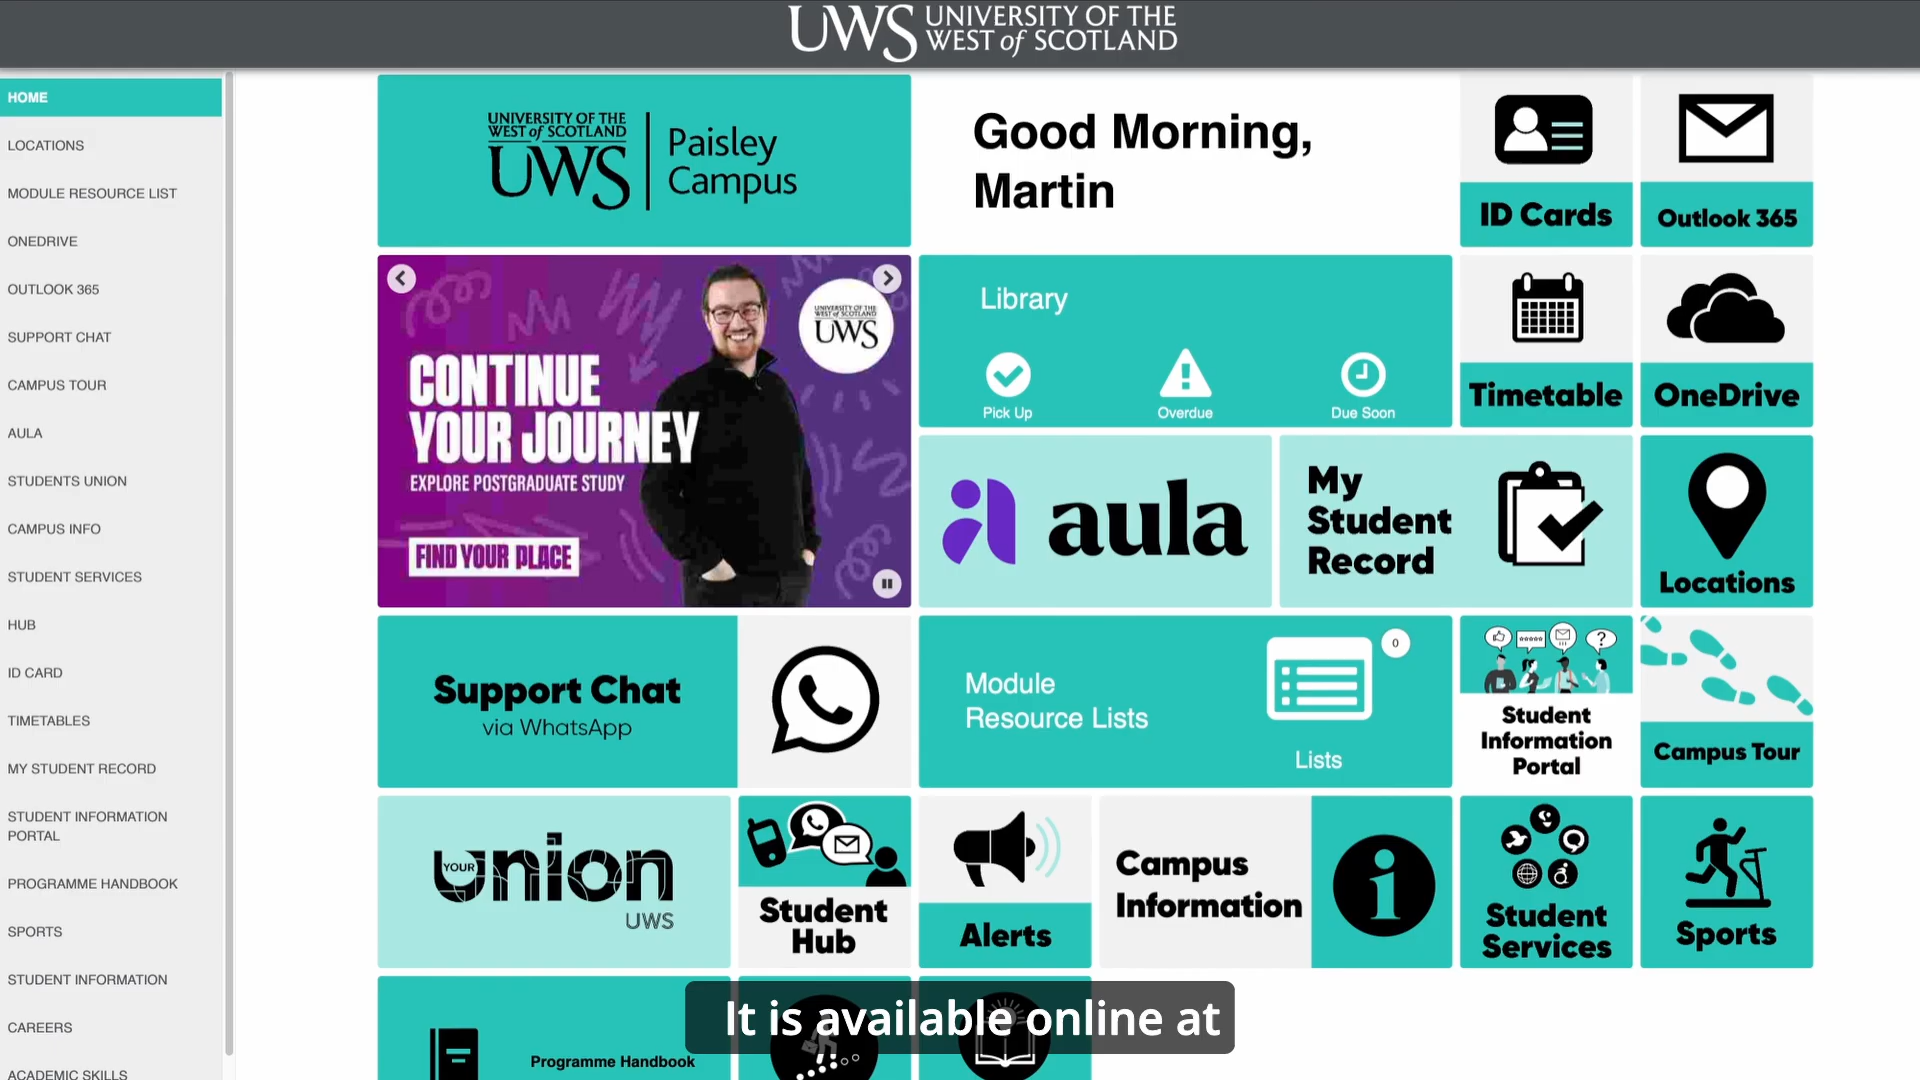 UWS UNIVERSITY OF THE
WEST of SCOTLAND
HOME
LOCATIONS
MODULE RESOURCE LIST
ONEDRIVE
OUTLOOK 365
SUPPORT CHAT
CAMPUS TOUR
AULA
STUDENTS UNION
CAMPUS INFO
STUDENT SERVICES
HUB
ID CARD
TIMETABLES
MY STUDENT RECORD
STUDENT INFORMATION
PORTAL
PROGRAMME HANDBOOK
SPORTS
STUDENT INFORMATION
CAREERS
ACADEMIC SKILLS
UNIVERSITY OF THE
WEST of SCOTLAND
UWS
Paisley
Campus
Good Morning,
Martin
ID Cards
Outlook 365
CONTINUE
YOUR JOURNEY
EXPLORE POSTGRADUATE STUDY
FIND YOUR PLACE
UNIVERSITY OF THE
WEST of SCOTLAND
UWS
Library
Pick Up
Overdue
Due Soon
Timetable
OneDrive
aula
My
Student
Record
Locations
Support Chat
via WhatsApp
Module
Resource Lists
0
Lists
Student
Information
Portal
Campus Tour
YOUR
union
UWS
Student
Hub
Alerts
Campus
Information
i
Student
Services
Sports
Programme Handbook
It is available online at